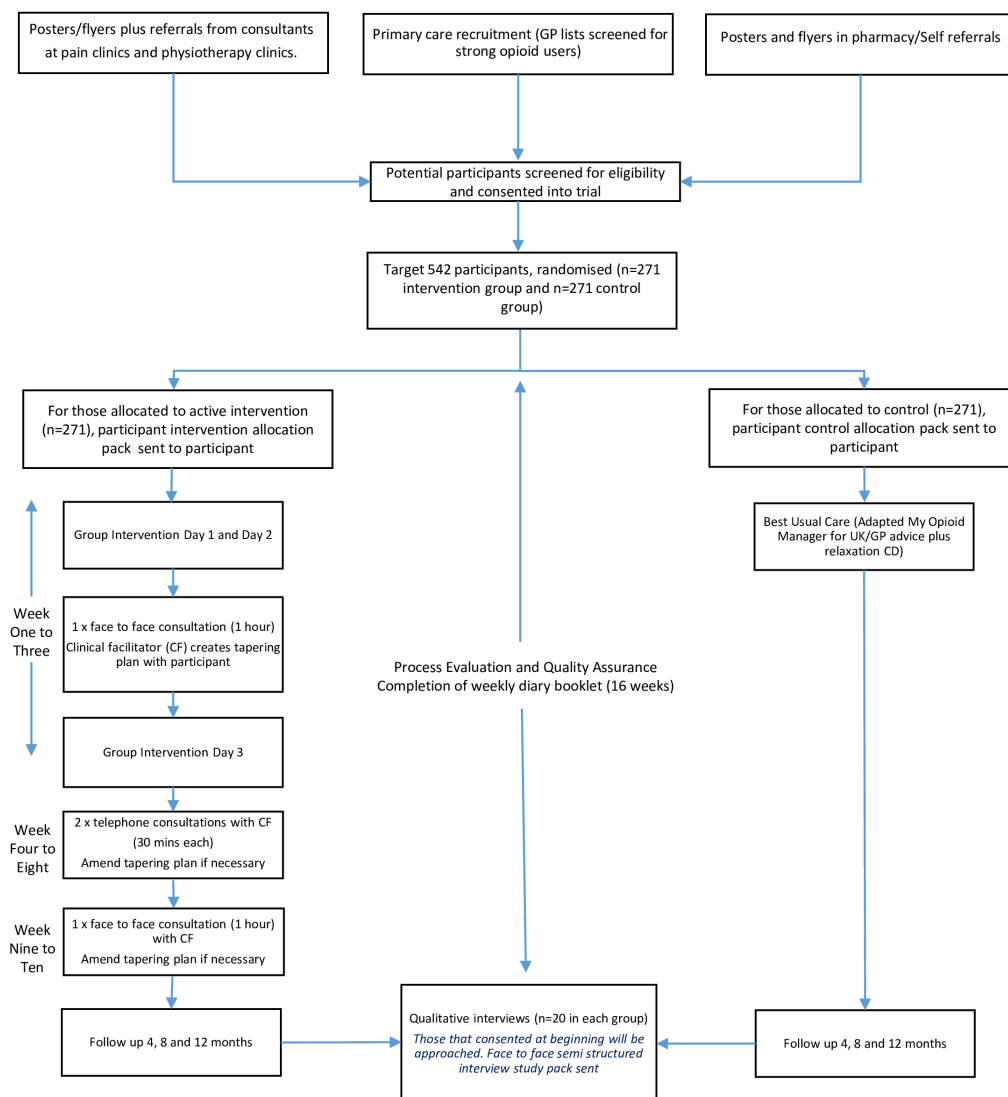 Posters/flyers plus referrals from consultants
at pain clinics and physiotherapy clinics.
Primary care recruitment (GP lists screened for
strong opioid users)
Posters and flyers in pharmacy/Self referrals
Potential participants screened for eligibility
and consented into trial
Target 542 participants, randomised (n=271
intervention group and n=271 control
group)
For those allocated to active intervention
(n=271), participant intervention allocation
pack sent to participant
For those allocated to control (n=271),
participant control allocation pack sent to
participant
Week
One to
Three
Group Intervention Day 1 and Day 2
1 x face to face consultation (1 hour)
Clinical facilitator (CF) creates tapering
plan with participant
Group Intervention Day 3
Best Usual Care (Adapted My Opioid
Manager for UK/GP advice plus
relaxation CD)
Process Evaluation and Quality Assurance
Completion of weekly diary booklet (16 weeks)
Week
Four to
Eight
2 x telephone consultations with CF
(30 mins each)
Amend tapering plan if necessary
Week
Nine to
Ten
1 x face to face consultation (1 hour)
with CF
Amend tapering plan if necessary
Follow up 4, 8 and 12 months
Qualitative interviews (n=20 in each group)
Those that consented at beginning will be
approached. Face to face semi structured
interview study pack sent
Follow up 4, 8 and 12 months